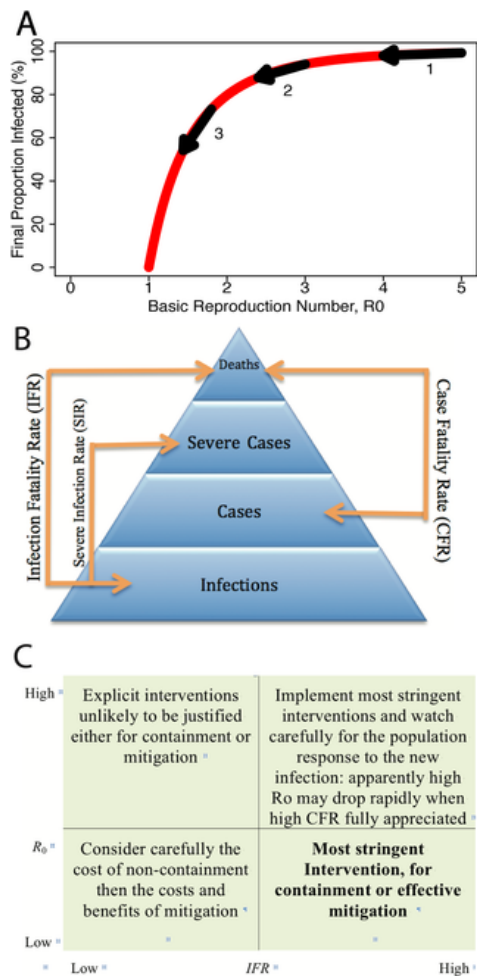 A
Final Proportion Infected (%)
100
80
60
40
20
0
1
2
3
0 1 2 3 4 5
Basic Reproduction Number, R0
B
Infection Fatality Rate (IFR)
Severe Infection Rate (SIR)
Deaths
Severe Cases
Cases
Infections
Case Fatality Rate (CFR)
C
High
Explicit interventions
unlikely to be justified
either for containment or
mitigation
Implement most stringent
interventions and watch
carefully for the population
response to the new
infection: apparently high
Ro may drop rapidly when
high CFR fully appreciated
R₀
Consider carefully the
cost of non-containment
then the costs and
benefits of mitigation
Most stringent
Intervention, for
containment or effective
mitigation
Low
Low IFR High